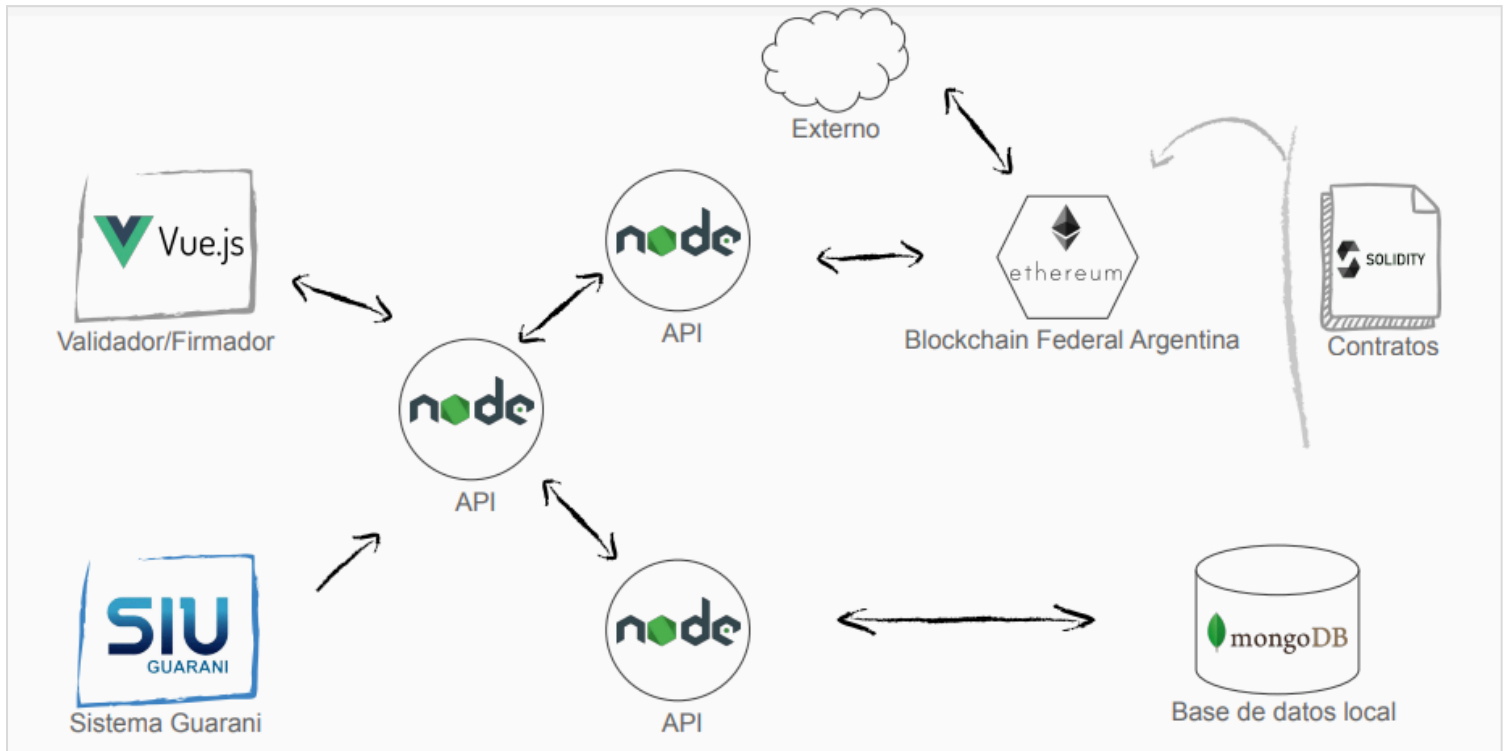 Externo
Vue.js
Validador/Firmador
node
API
ethereum
Blockchain Federal Argentina
SOLIDITY
Contratos
node
API
SIU
GUARANI
Sistema Guarani
node
API
mongoDB
Base de datos local